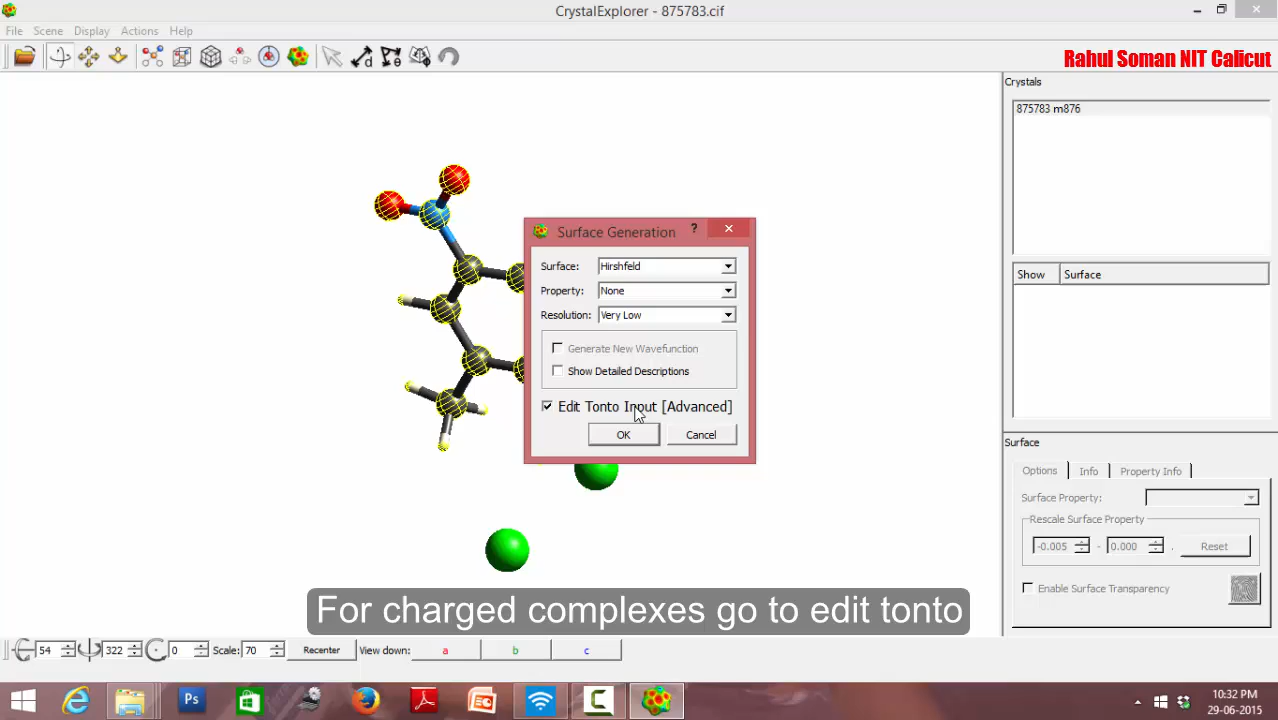 CrystalExplorer - 875783.cif
File Scene Display Actions Help
Rahul Soman NIT Calicut
Crystals
875783 m876
Show Surface
Surface Generation ?
Surface: Hirshfeld
Property: None
Resolution: Very Low
Generate New Wavefunction
Show Detailed Descriptions
Edit Tonto Input [Advanced]
OK Cancel
Surface
Options Info Property Info
Surface Property:
Rescale Surface Property
-0.005 - 0.000 . Reset
Enable Surface Transparency
For charged complexes go to edit tonto
54 322 0 Scale: 70 Recenter View down: a b c
Ps
10:32 PM
29-06-2015